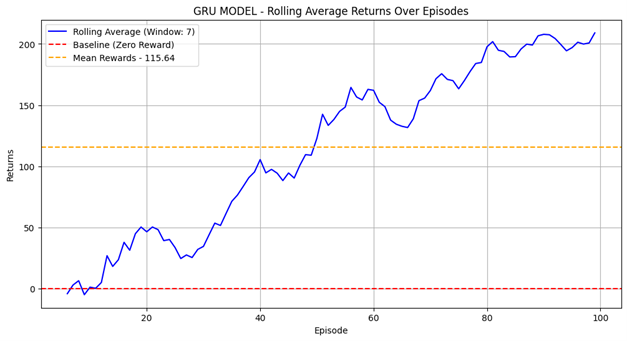 GRU MODEL - Rolling Average Returns Over Episodes
Rolling Average (Window: 7)
Baseline (Zero Reward)
Mean Rewards - 115.64
200
150
100
50
0
Returns
20 40 60 80 100
Episode